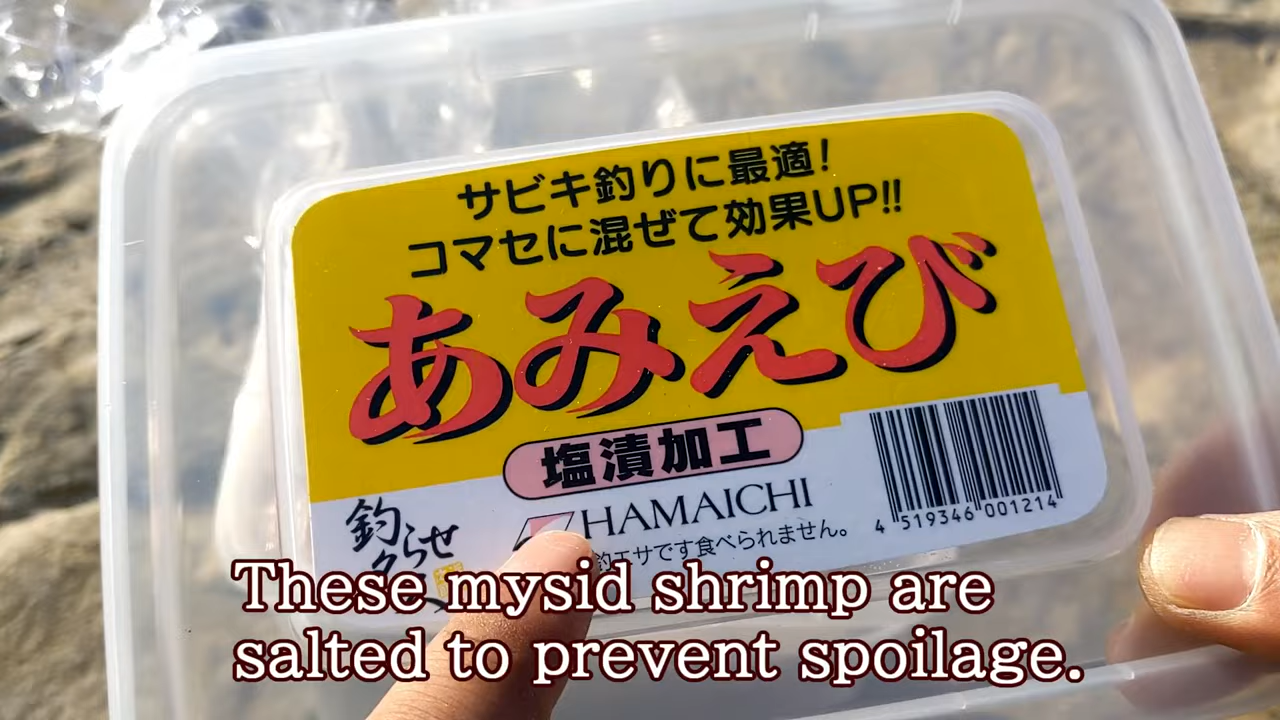 サビキ釣りに最適!
コマセに混ぜて効果UP!!
あみえび
塩漬加工
HAMAICHI
釣エサです食べられません。
4 519346 001214
These mysid shrimp are
salted to prevent spoilage.